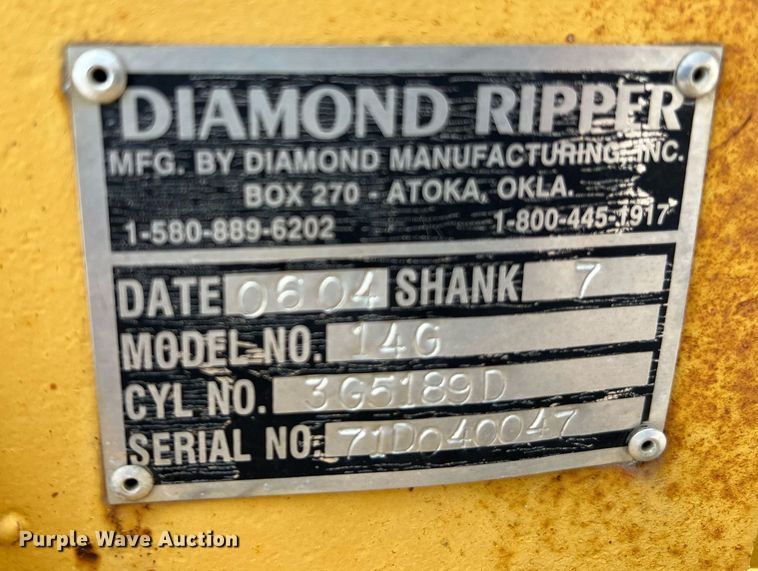 DIAMOND RIPPER
MFG. BY DIAMOND MANUFACTURING, INC.
BOX 270 - ATOKA, OKLA.
1-580-889-6202 1-800-445-1917
DATE 0604 SHANK 7
MODEL NO. 14G
CYL NO. 3G5189D
SERIAL NO. 71D040047
Purple Wave Auction